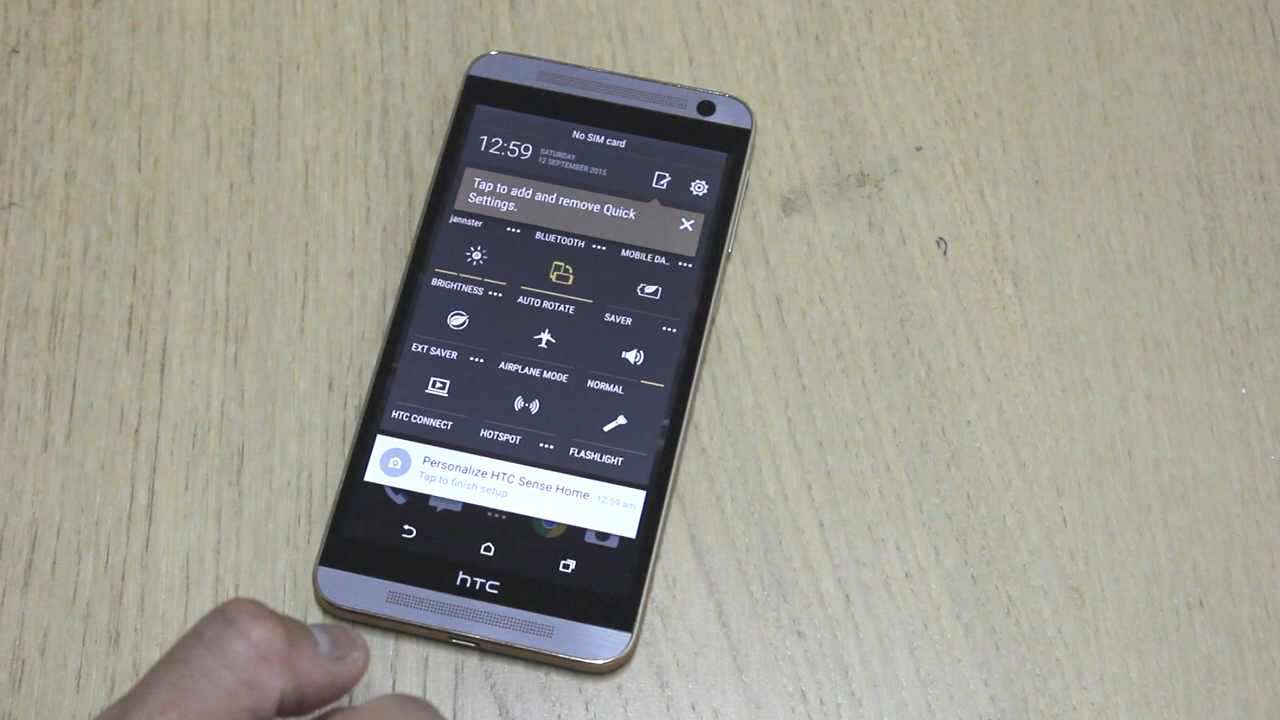 No SIM card
12:59
SATURDAY
12 SEPTEMBER 2015
Tap to add and remove Quick
Settings.
jannster
BLUETOOTH
MOBILE DA..
BRIGHTNESS
AUTO ROTATE
SAVER
EXT SAVER
AIRPLANE MODE
NORMAL
HTC CONNECT
HOTSPOT
FLASHLIGHT
Personalize HTC Sense Home
12:59 am
Tap to finish setup
hTC